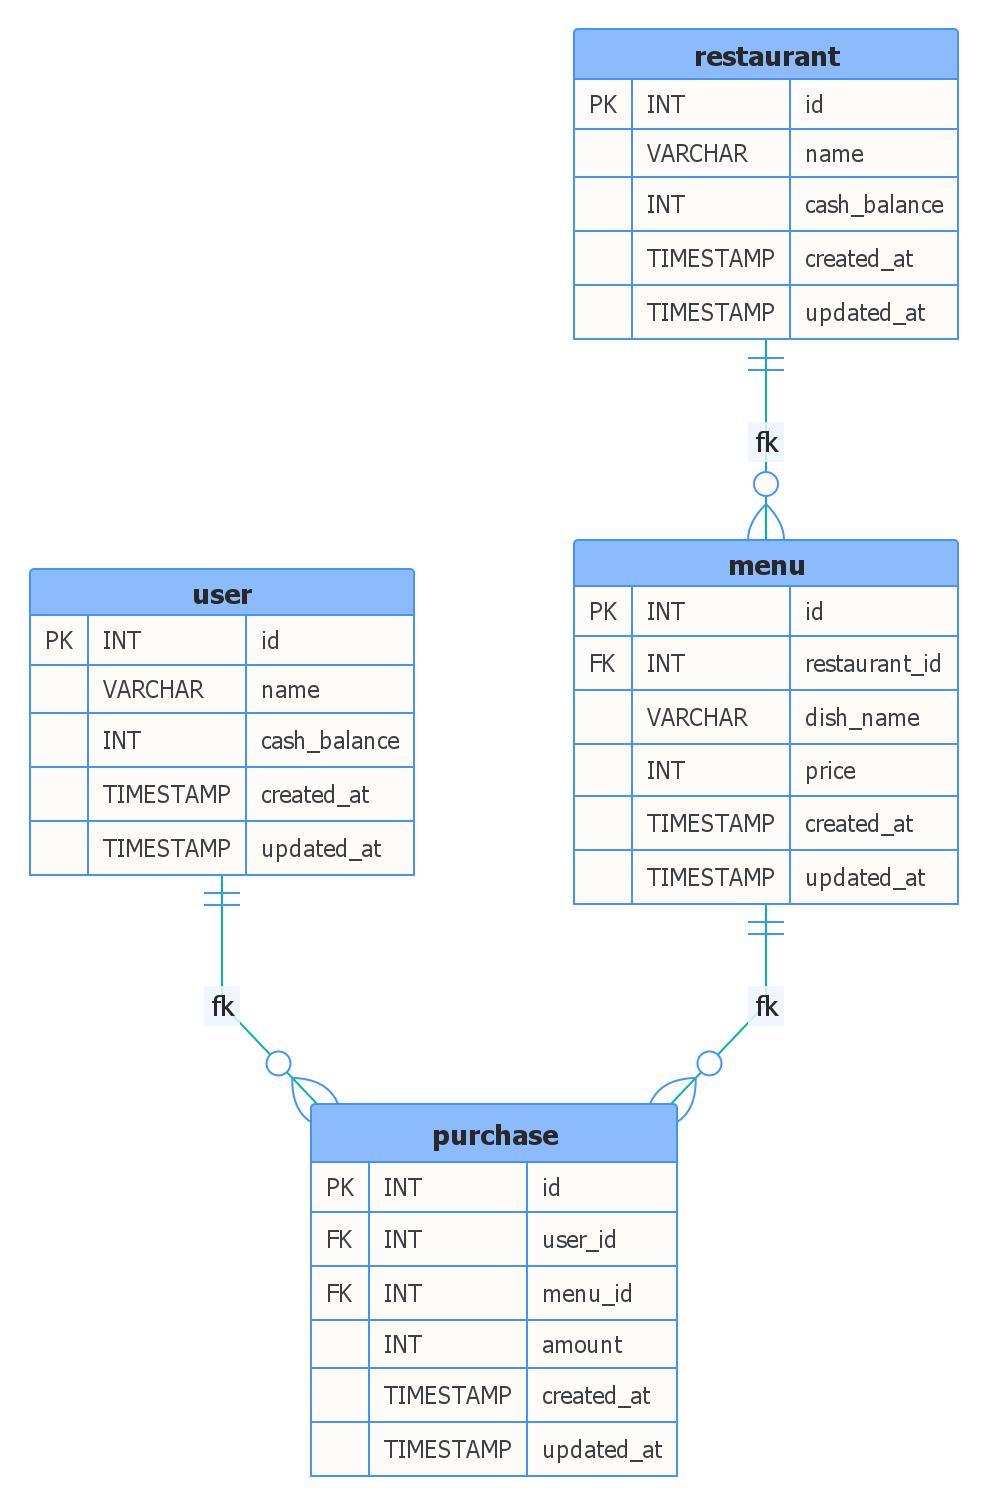 restaurant
PK INT id
VARCHAR name
INT cash_balance
TIMESTAMP created_at
TIMESTAMP updated_at
fk
menu
PK INT id
FK INT restaurant_id
VARCHAR dish_name
INT price
TIMESTAMP created_at
TIMESTAMP updated_at
user
PK INT id
VARCHAR name
INT cash_balance
TIMESTAMP created_at
TIMESTAMP updated_at
fk
fk
purchase
PK INT id
FK INT user_id
FK INT menu_id
INT amount
TIMESTAMP created_at
TIMESTAMP updated_at